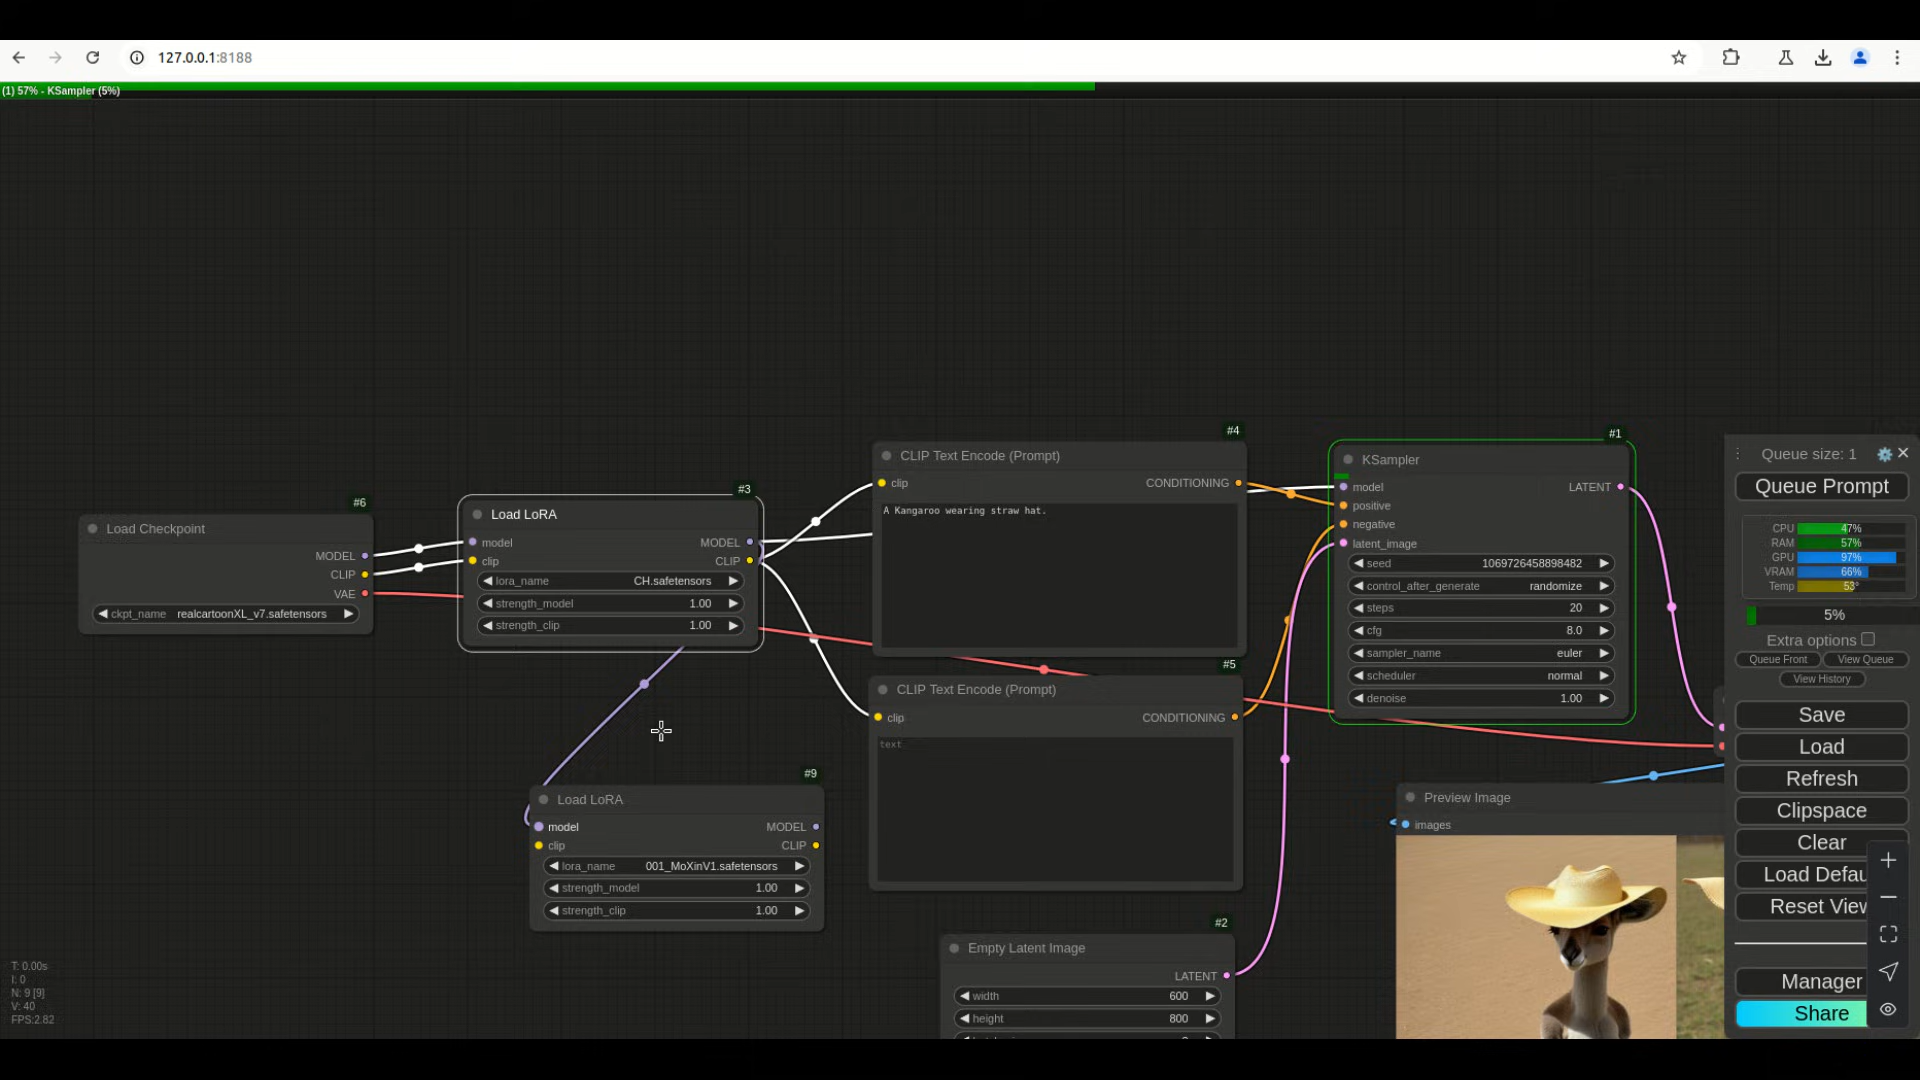 127.0.0.1:8188
(1) 57% - KSampler (5%)
#6
Load Checkpoint
MODEL
CLIP
VAE
ckpt_name realcartoonXL_v7.safetensors
#3
Load LoRA
model MODEL
clip CLIP
lora_name CH.safetensors
strength_model 1.00
strength_clip 1.00
#4
CLIP Text Encode (Prompt)
clip CONDITIONING
A Kangaroo wearing straw hat.
#5
CLIP Text Encode (Prompt)
clip CONDITIONING
text
#1
KSampler
model LATENT
positive
negative
latent_image
seed 1069726458898482
control_after_generate randomize
steps 20
cfg 8.0
sampler_name euler
scheduler normal
denoise 1.00
#9
Load LoRA
model MODEL
clip CLIP
lora_name 001_MoXinV1.safetensors
strength_model 1.00
strength_clip 1.00
#2
Empty Latent Image
LATENT
width 600
height 800
Preview Image
images
Queue size: 1
Queue Prompt
CPU 47%
RAM 57%
GPU 97%
VRAM 66%
Temp 53°
5%
Extra options
Queue Front View Queue
View History
Save
Load
Refresh
Clipspace
Clear
Load Defau
Reset View
Manager
Share
T: 0.00s
I: 0
N: 9 [9]
V: 40
FPS:2.82